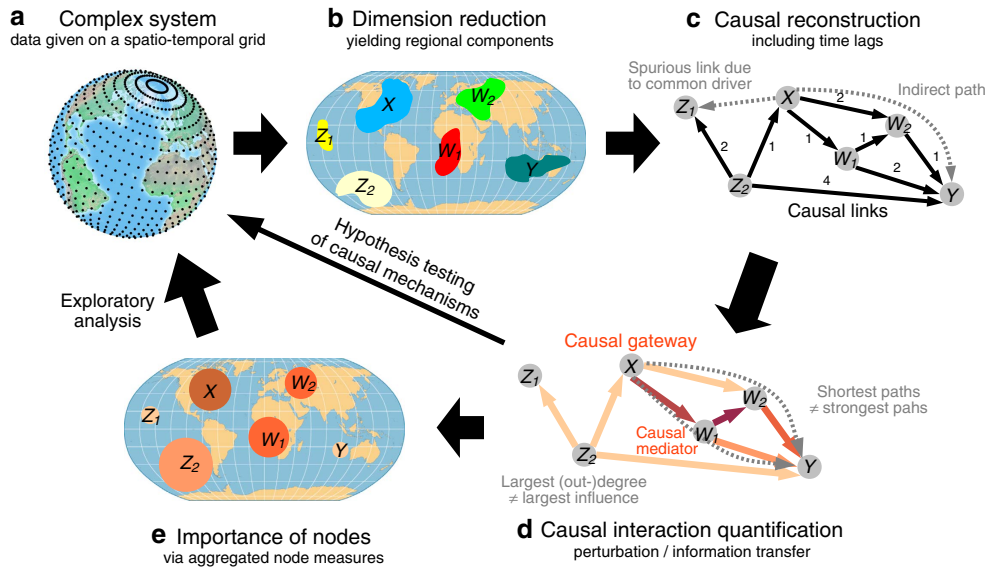 a Complex system
data given on a spatio-temporal grid
b Dimension reduction
yielding regional components
X
W2
Z1
W1
Y
Z2
c Causal reconstruction
including time lags
Spurious link due
to common driver
Indirect path
Z1
X
2
W2
1
1
W1
2
1
2
1
Z2
4
Y
Causal links
Hypothesis testing
of causal mechanisms
Exploratory
analysis
Causal gateway
X
Z1
W2
Shortest paths
≠ strongest pahs
Causal
mediator
W1
Z2
Y
Largest (out-)degree
≠ largest influence
d Causal interaction quantification
perturbation / information transfer
X
W2
Z1
W1
Y
Z2
e Importance of nodes
via aggregated node measures